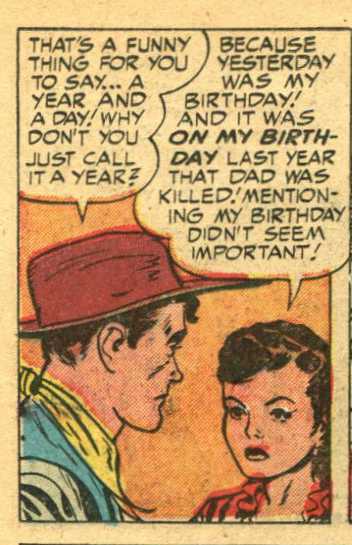 THAT'S A FUNNY
THING FOR YOU
TO SAY... A
YEAR AND
A DAY! WHY
DON'T YOU
JUST CALL
IT A YEAR?
BECAUSE
YESTERDAY
WAS MY
BIRTHDAY!
AND IT WAS
ON MY BIRTH-
DAY LAST YEAR
THAT DAD WAS
KILLED! MENTION-
ING MY BIRTHDAY
DIDN'T SEEM
IMPORTANT!